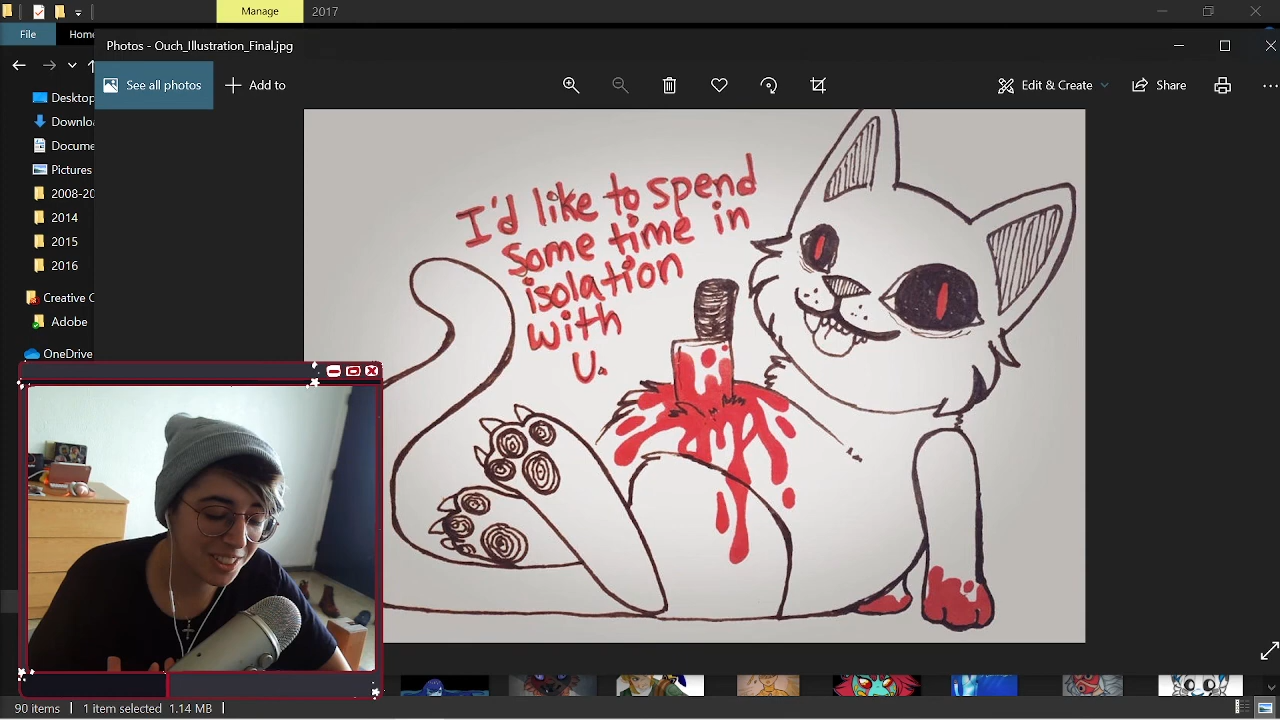 Manage
2017
File
Home
Photos - Ouch_Illustration_Final.jpg
See all photos
Add to
Edit & Create
Share
Desktop
Downlo
Docume
Pictures
2008-20
2014
2015
2016
Creative C
Adobe
OneDrive
I'd like to spend
some time in
isolation
with
U.
90 items
1 item selected
1.14 MB